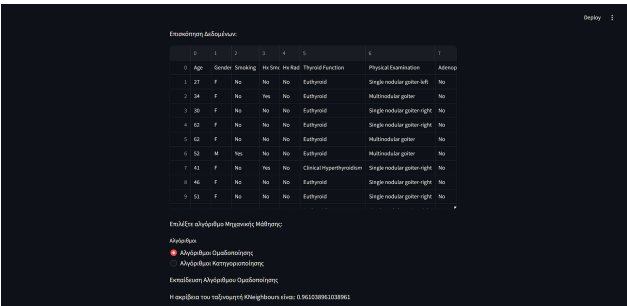 Deploy
Επισκόπηση Δεδομένων:
0 1 2 3 4 5 6 7
0 Age Gender Smoking Hx Smc Hx Rad Thyroid Function Physical Examination Adenop
1 27 F No No No Euthyroid Single nodular goiter-left No
2 34 F No Yes No Euthyroid Multinodular goiter No
3 30 F No No No Euthyroid Single nodular goiter-right No
4 62 F No No No Euthyroid Single nodular goiter-right No
5 62 F No No No Euthyroid Multinodular goiter No
6 52 M Yes No No Euthyroid Multinodular goiter No
7 41 F No Yes No Clinical Hyperthyroidism Single nodular goiter-right No
8 46 F No No No Euthyroid Single nodular goiter-right No
9 51 F No No No Euthyroid Single nodular goiter-right No
Επιλέξτε αλγόριθμο Μηχανικής Μάθησης:
Αλγόριθμοι
Αλγόριθμοι Ομαδοποίησης
Αλγόριθμοι Κατηγοριοποίησης
Εκπαίδευση Αλγόριθμου Ομαδοποίησης
Η ακρίβεια του ταξινομητή KNeighbours είναι: 0.961038961038961